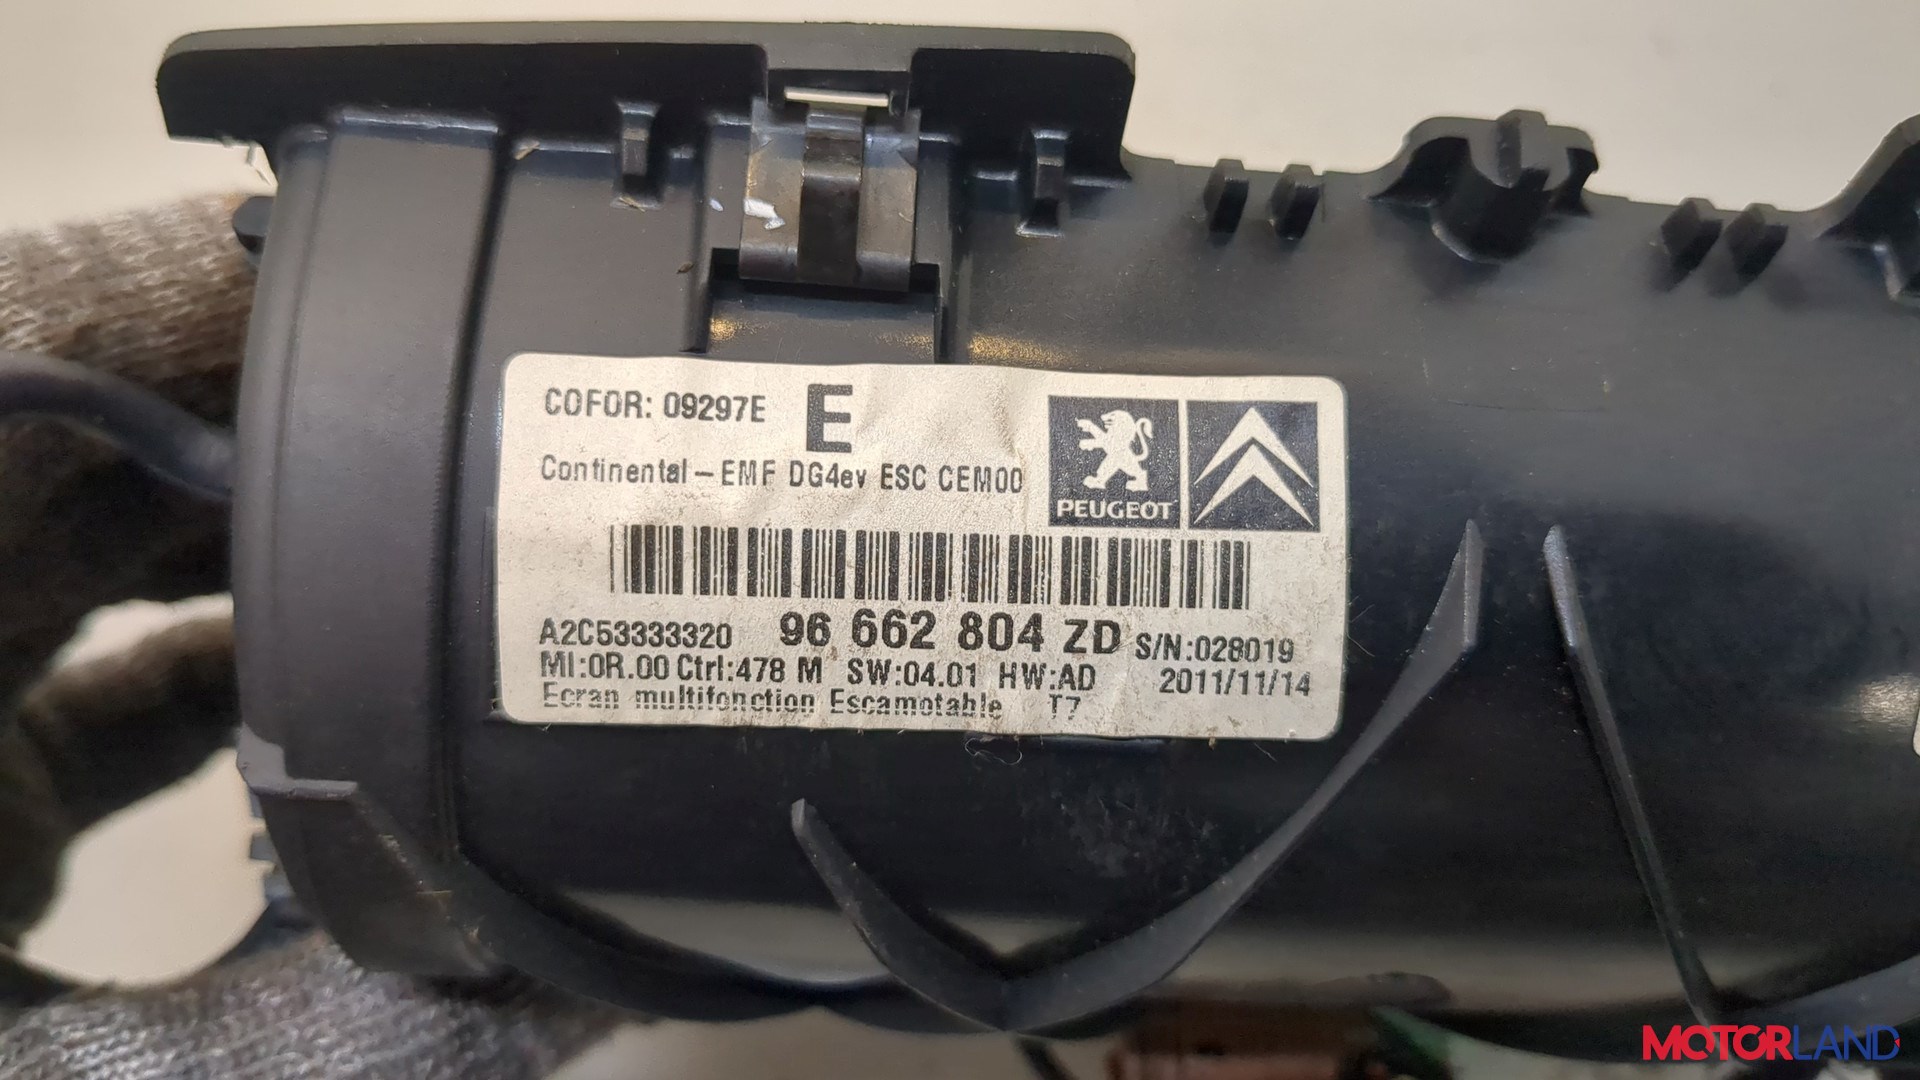 COFOR: 09297E E
Continental - EMF DG4ev ESC CEM00
PEUGEOT
A2C53333320 96 662 804 ZD S/N:028019
MI:0R.00 Ctrl:478 M SW:04.01 HW:AD 2011/11/14
Ecran multifonction Escamotable T7
MOTORLAND